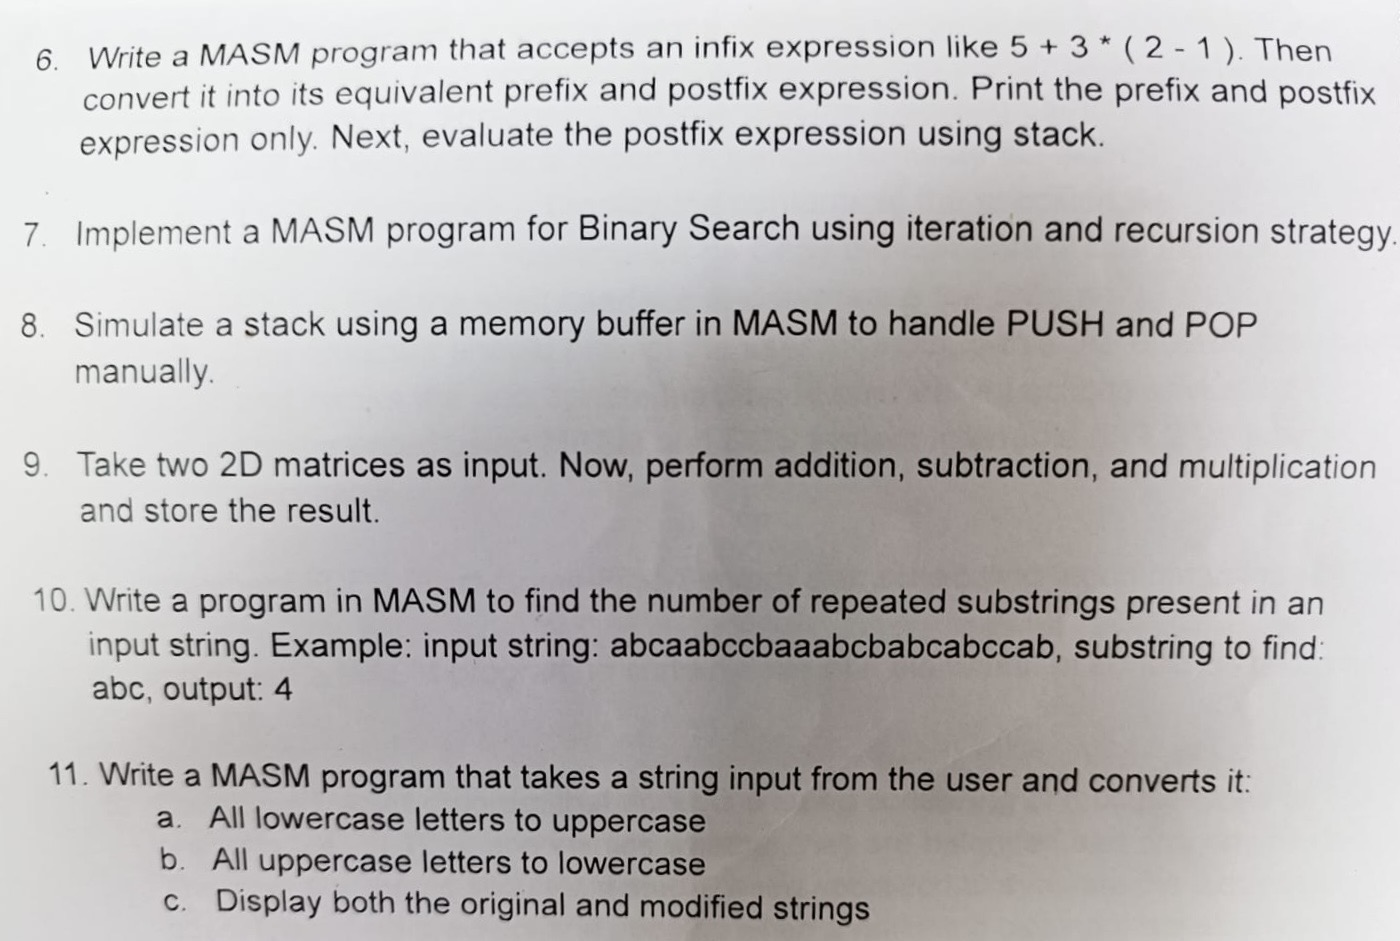 6. Write a MASM program that accepts an infix expression like 5 + 3 * ( 2 - 1 ). Then
convert it into its equivalent prefix and postfix expression. Print the prefix and postfix
expression only. Next, evaluate the postfix expression using stack.
7. Implement a MASM program for Binary Search using iteration and recursion strategy.
8. Simulate a stack using a memory buffer in MASM to handle PUSH and POP
manually.
9. Take two 2D matrices as input. Now, perform addition, subtraction, and multiplication
and store the result.
10. Write a program in MASM to find the number of repeated substrings present in an
input string. Example: input string: abcaabccbaaabcbabcabccab, substring to find:
abc, output: 4
11. Write a MASM program that takes a string input from the user and converts it:
a. All lowercase letters to uppercase
b. All uppercase letters to lowercase
c. Display both the original and modified strings